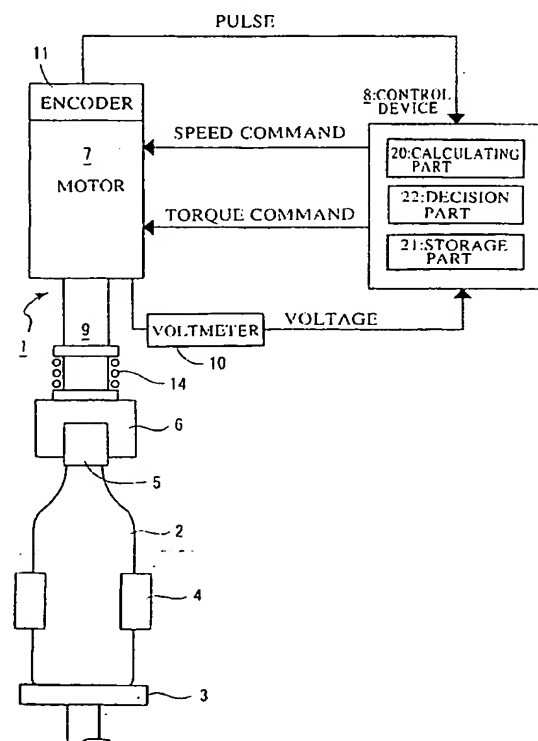 PULSE
11
8:CONTROL
DEVICE
ENCODER
SPEED COMMAND
7
MOTOR
20:CALCULATING
PART
22:DECISION
PART
TORQUE COMMAND
21:STORAGE
PART
1
9
VOLTMETER
VOLTAGE
10
14
6
5
2
4
3